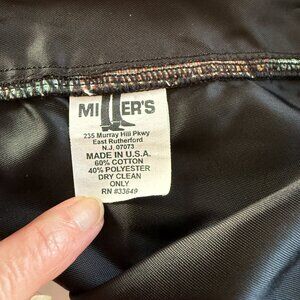 MILLER'S
235 Murray Hill Pkwy
East Rutherford
N.J. 07073
MADE IN U.S.A.
60% COTTON
40% POLYESTER
DRY CLEAN
ONLY
RN #33649